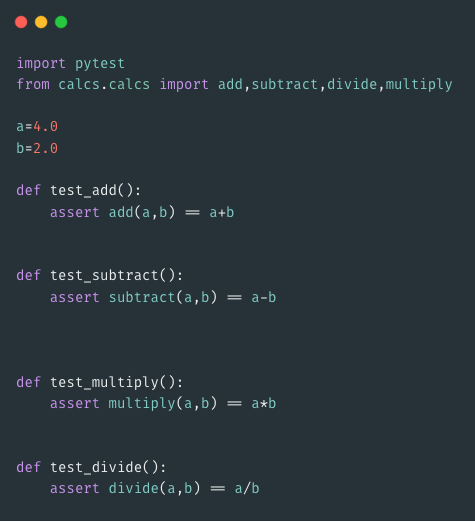 import pytest
from calcs.calcs import add,subtract,divide,multiply
a=4.0
b=2.0
def test_add():
    assert add(a,b) == a+b
def test_subtract():
    assert subtract(a,b) == a-b
def test_multiply():
    assert multiply(a,b) == a*b
def test_divide():
    assert divide(a,b) == a/b